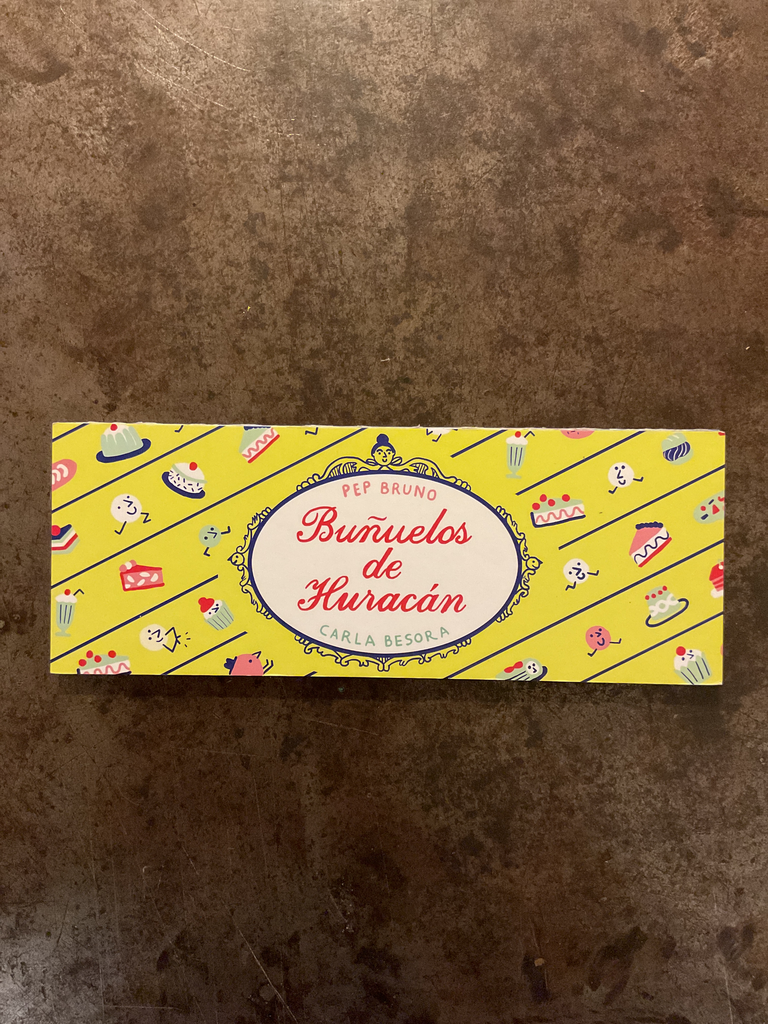 PEP BRUNO
Buñuelos
de
Huracán
CARLA BESORA